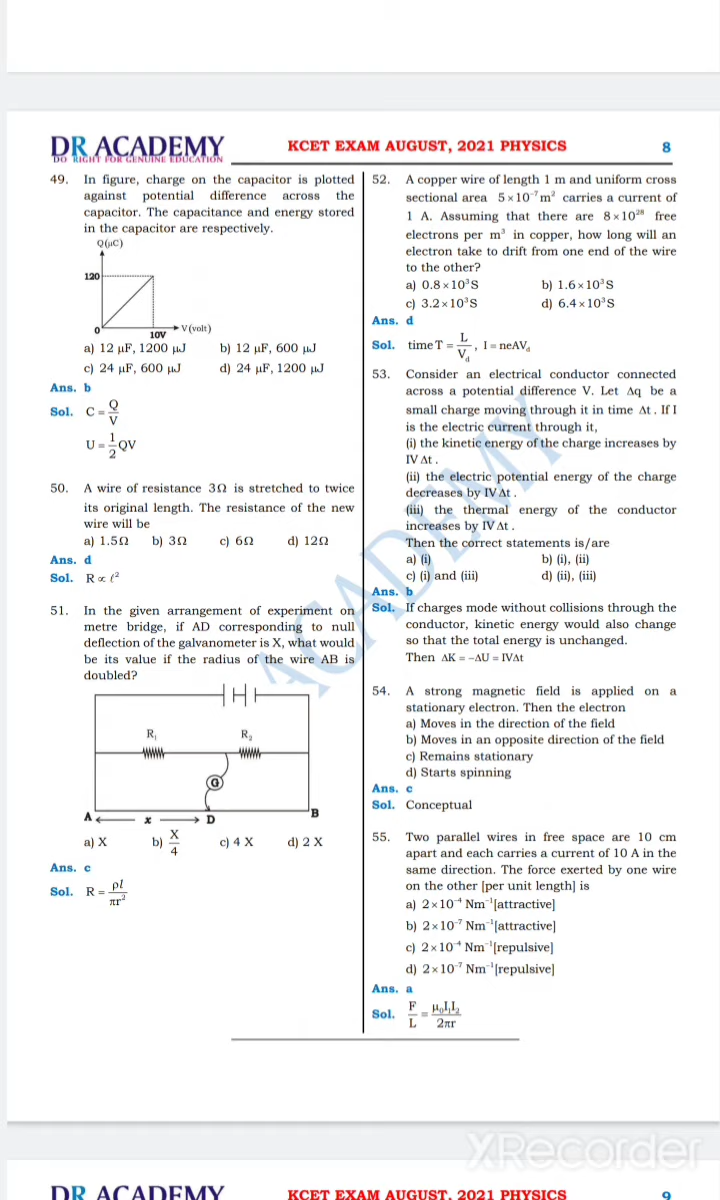 DR ACADEMY
DO RIGHT FOR GENUINE EDUCATION
KCET EXAM AUGUST, 2021 PHYSICS
8
49. In figure, charge on the capacitor is plotted
against potential difference across the
capacitor. The capacitance and energy stored
in the capacitor are respectively.
Q(μC)
120
0
10V
V(volt)
a) 12 μF, 1200 μJ b) 12 μF, 600 μJ
c) 24 μF, 600 μJ d) 24 μF, 1200 μJ
Ans. b
Sol. C = Q/V
U = 1/2 QV
50. A wire of resistance 3Ω is stretched to twice
its original length. The resistance of the new
wire will be
a) 1.5Ω b) 3Ω c) 6Ω d) 12Ω
Ans. d
Sol. R ∝ ℓ²
51. In the given arrangement of experiment on
metre bridge, if AD corresponding to null
deflection of the galvanometer is X, what would
be its value if the radius of the wire AB is
doubled?
R₁ R₂
G
A x D B
a) X b) X/4 c) 4 X d) 2 X
Ans. c
Sol. R = ρl/πr²
52. A copper wire of length 1 m and uniform cross
sectional area 5×10⁻⁷m² carries a current of
1 A. Assuming that there are 8×10²⁸ free
electrons per m³ in copper, how long will an
electron take to drift from one end of the wire
to the other?
a) 0.8×10³S b) 1.6×10³S
c) 3.2×10³S d) 6.4×10³S
Ans. d
Sol. time T = L/V_d, I = neAV_d
53. Consider an electrical conductor connected
across a potential difference V. Let Δq be a
small charge moving through it in time Δt. If I
is the electric current through it,
(i) the kinetic energy of the charge increases by
IVΔt.
(ii) the electric potential energy of the charge
decreases by IVΔt.
(iii) the thermal energy of the conductor
increases by IVΔt.
Then the correct statements is/are
a) (i) b) (i), (ii)
c) (i) and (iii) d) (ii), (iii)
Ans. b
Sol. If charges mode without collisions through the
conductor, kinetic energy would also change
so that the total energy is unchanged.
Then ΔK = -ΔU = IVΔt
54. A strong magnetic field is applied on a
stationary electron. Then the electron
a) Moves in the direction of the field
b) Moves in an opposite direction of the field
c) Remains stationary
d) Starts spinning
Ans. c
Sol. Conceptual
55. Two parallel wires in free space are 10 cm
apart and each carries a current of 10 A in the
same direction. The force exerted by one wire
on the other [per unit length] is
a) 2×10⁻⁴ Nm⁻¹[attractive]
b) 2×10⁻⁷ Nm⁻¹[attractive]
c) 2×10⁻⁴ Nm⁻¹[repulsive]
d) 2×10⁻⁷ Nm⁻¹[repulsive]
Ans. a
Sol. F/L = μ₀I₁I₂/2πr
ACADEMY
XRecorder
DR ACADEMY
KCET EXAM AUGUST, 2021 PHYSICS
9